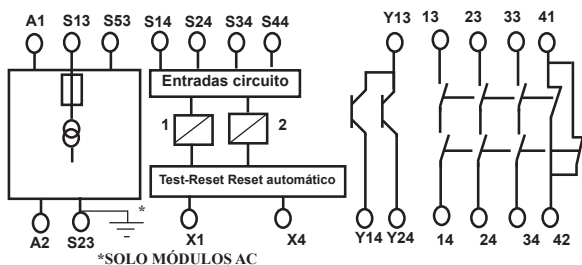 A1 S13 S53 S14 S24 S34 S44 Y13 13 23 33 41
Entradas circuito
1 2
Test-Reset Reset automático
*
A2 S23 X1 X4 Y14 Y24 14 24 34 42
*SOLO MÓDULOS AC